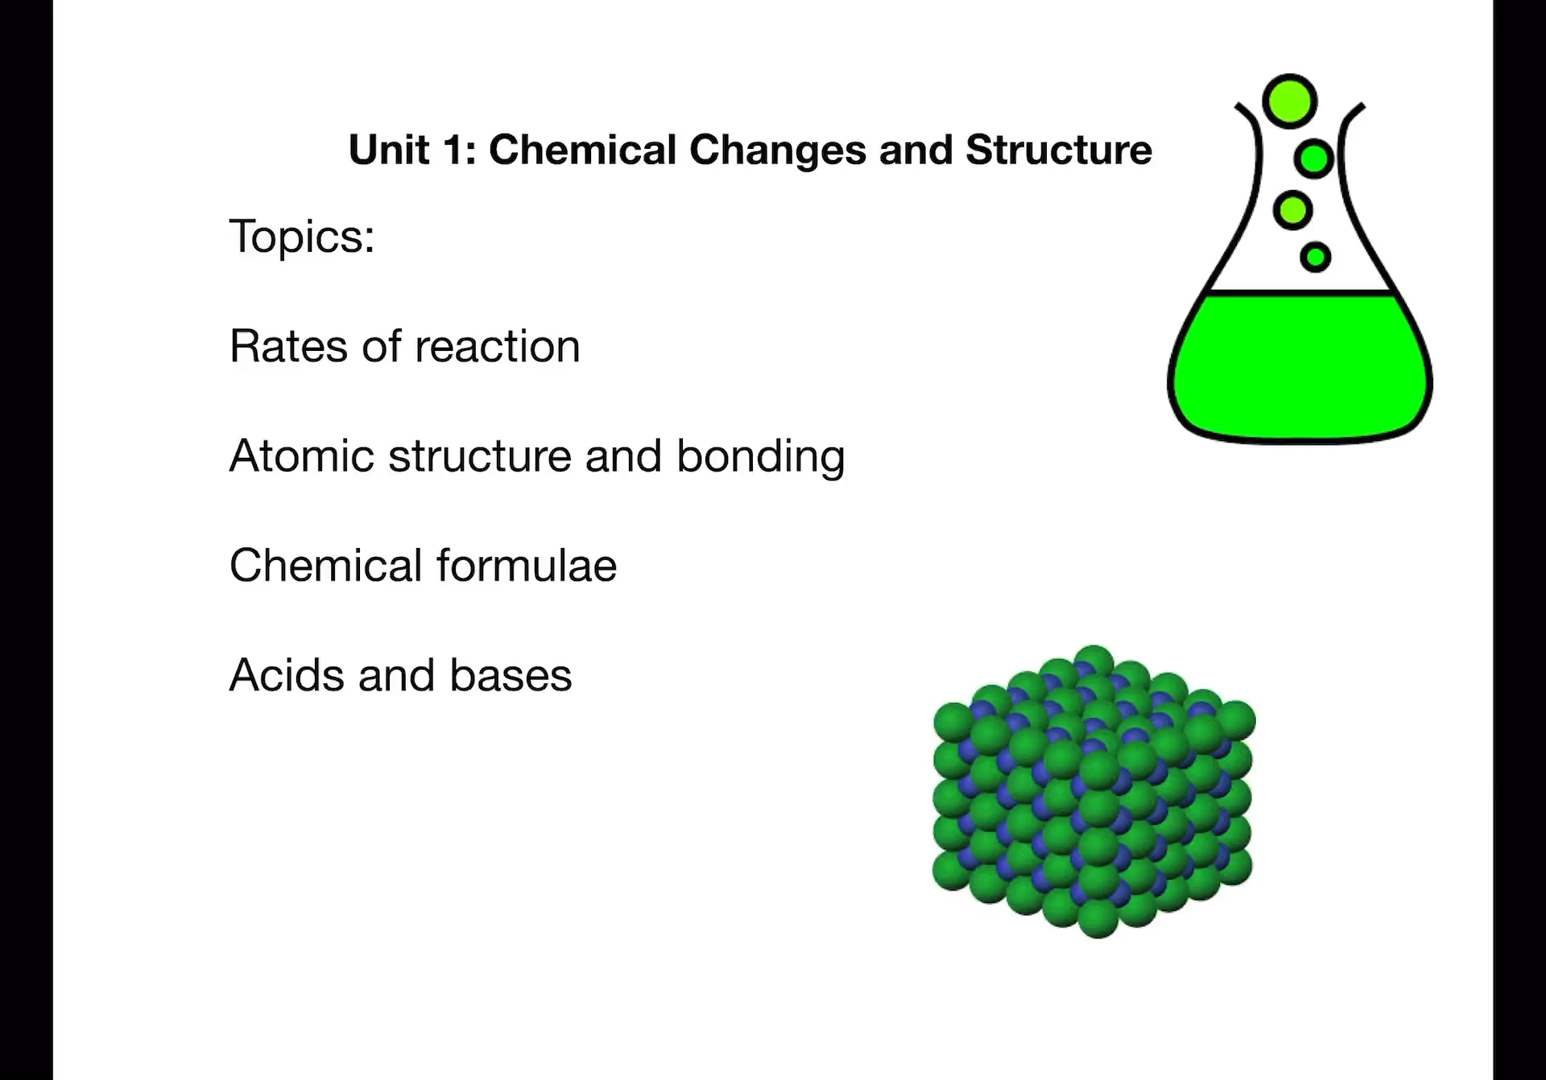 Unit 1: Chemical Changes and Structure
Topics:
Rates of reaction
Atomic structure and bonding
Chemical formulae
Acids and bases